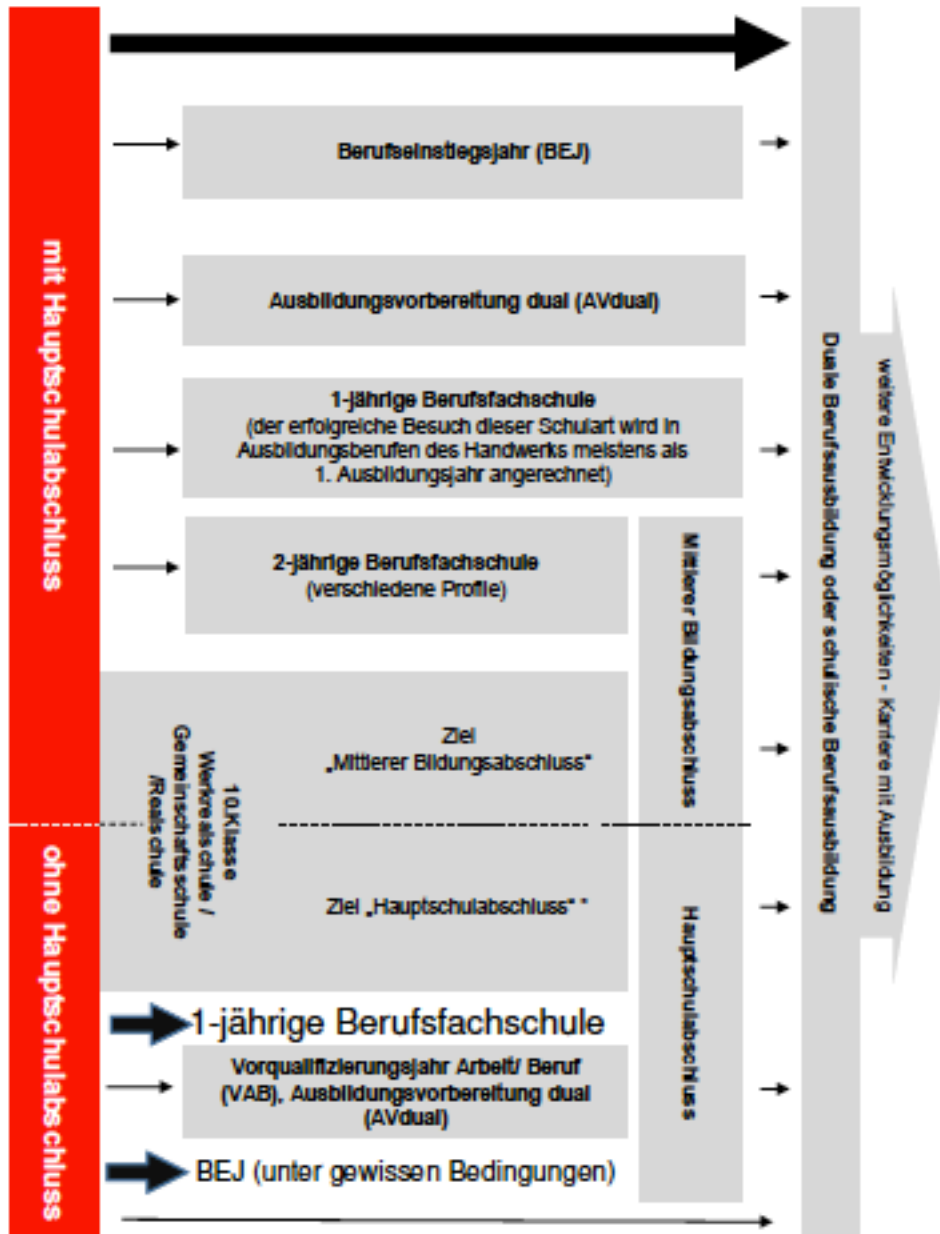 mit Hauptschulabschluss
ohne Hauptschulabschluss
Berufseinstiegsjahr (BEJ)
Ausbildungsvorbereitung dual (AVdual)
1-jährige Berufsfachschule
(der erfolgreiche Besuch dieser Schulart wird in
Ausbildungsberufen des Handwerks meistens als
1. Ausbildungsjahr angerechnet)
2-jährige Berufsfachschule
(verschiedene Profile)
10.Klasse
Werkrealschule /
Gemeinschaftsschule
/Realschule
Ziel
„Mittlerer Bildungsabschluss“
Ziel „Hauptschulabschluss“ *
1-jährige Berufsfachschule
Vorqualifizierungsjahr Arbeit/ Beruf
(VAB), Ausbildungsvorbereitung dual
(AVdual)
BEJ (unter gewissen Bedingungen)
Mittlerer Bildungsabschluss
Hauptschulabschluss
Duale Berufsausbildung oder schulische Berufsausbildung
weitere Entwicklungsmöglichkeiten - Karriere mit Ausbildung